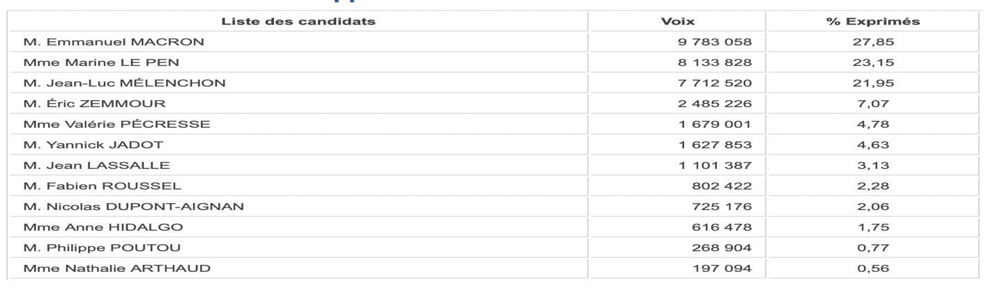 Liste des candidats Voix % Exprimés
M. Emmanuel MACRON 9 783 058 27,85
Mme Marine LE PEN 8 133 828 23,15
M. Jean-Luc MÉLENCHON 7 712 520 21,95
M. Éric ZEMMOUR 2 485 226 7,07
Mme Valérie PÉCRESSE 1 679 001 4,78
M. Yannick JADOT 1 627 853 4,63
M. Jean LASSALLE 1 101 387 3,13
M. Fabien ROUSSEL 802 422 2,28
M. Nicolas DUPONT-AIGNAN 725 176 2,06
Mme Anne HIDALGO 616 478 1,75
M. Philippe POUTOU 268 904 0,77
Mme Nathalie ARTHAUD 197 094 0,56